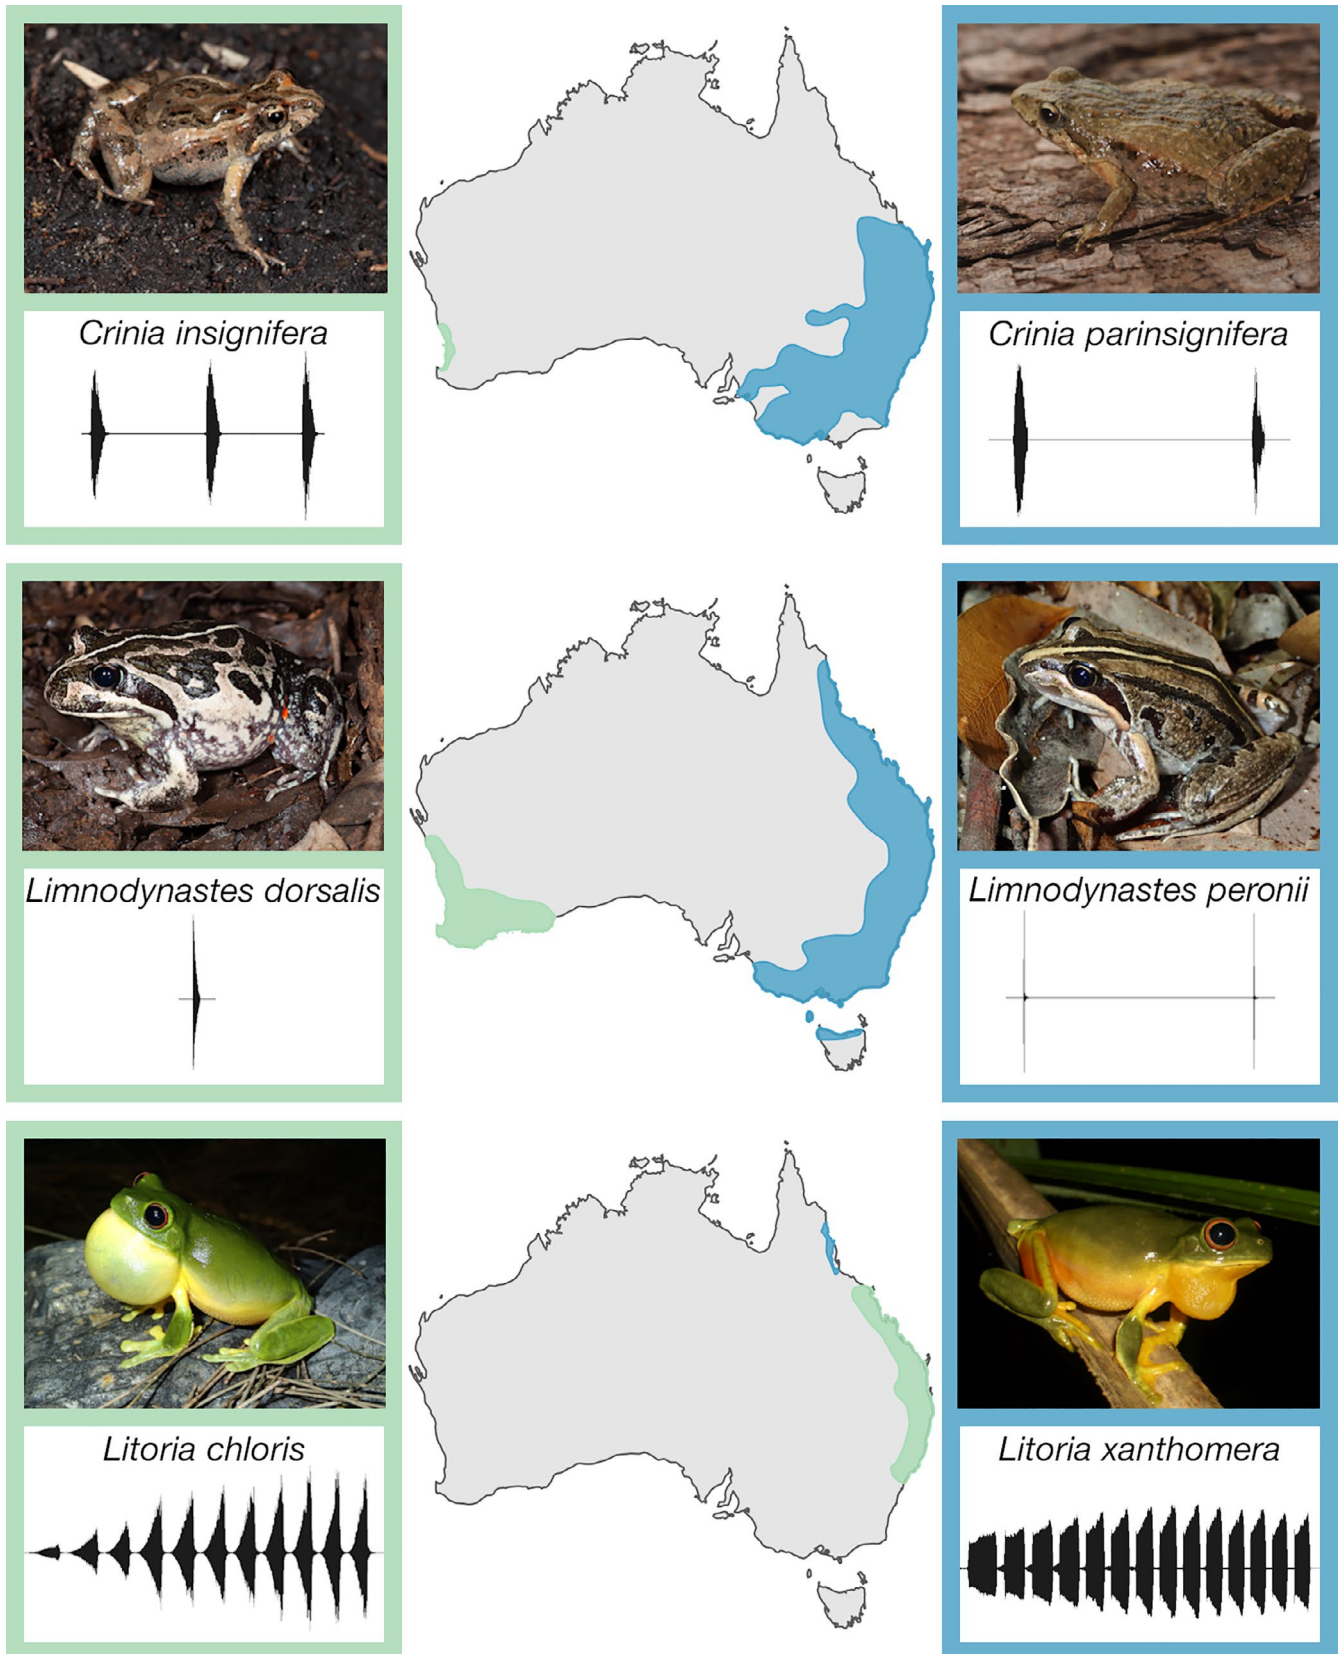 Crinia insignifera
Crinia parinsignifera
Limnodynastes dorsalis
Limnodynastes peronii
Litoria chloris
Litoria xanthomera